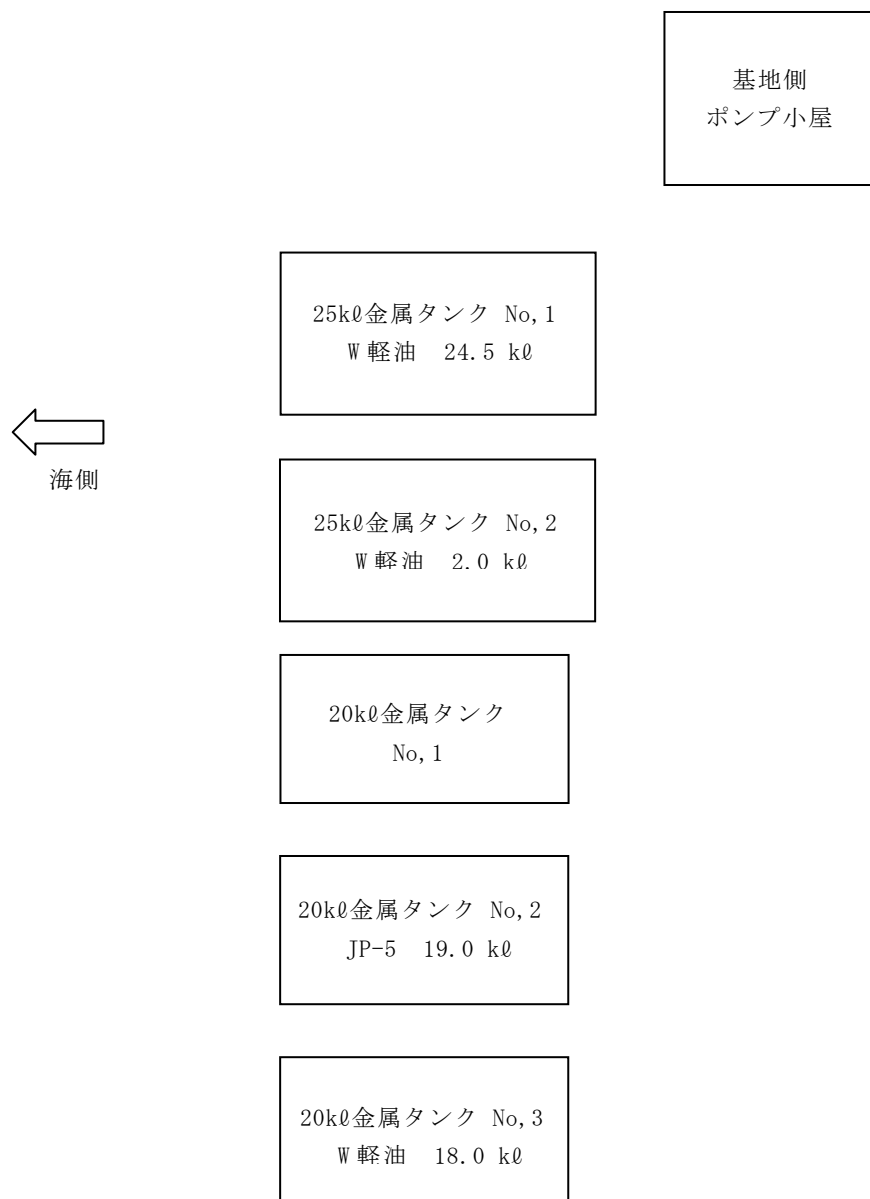 基地側
ポンプ小屋
25kℓ金属タンク No,1
W軽油 24.5 kℓ
海側
25kℓ金属タンク No,2
W軽油 2.0 kℓ
20kℓ金属タンク
No,1
20kℓ金属タンク No,2
JP-5 19.0 kℓ
20kℓ金属タンク No,3
W軽油 18.0 kℓ